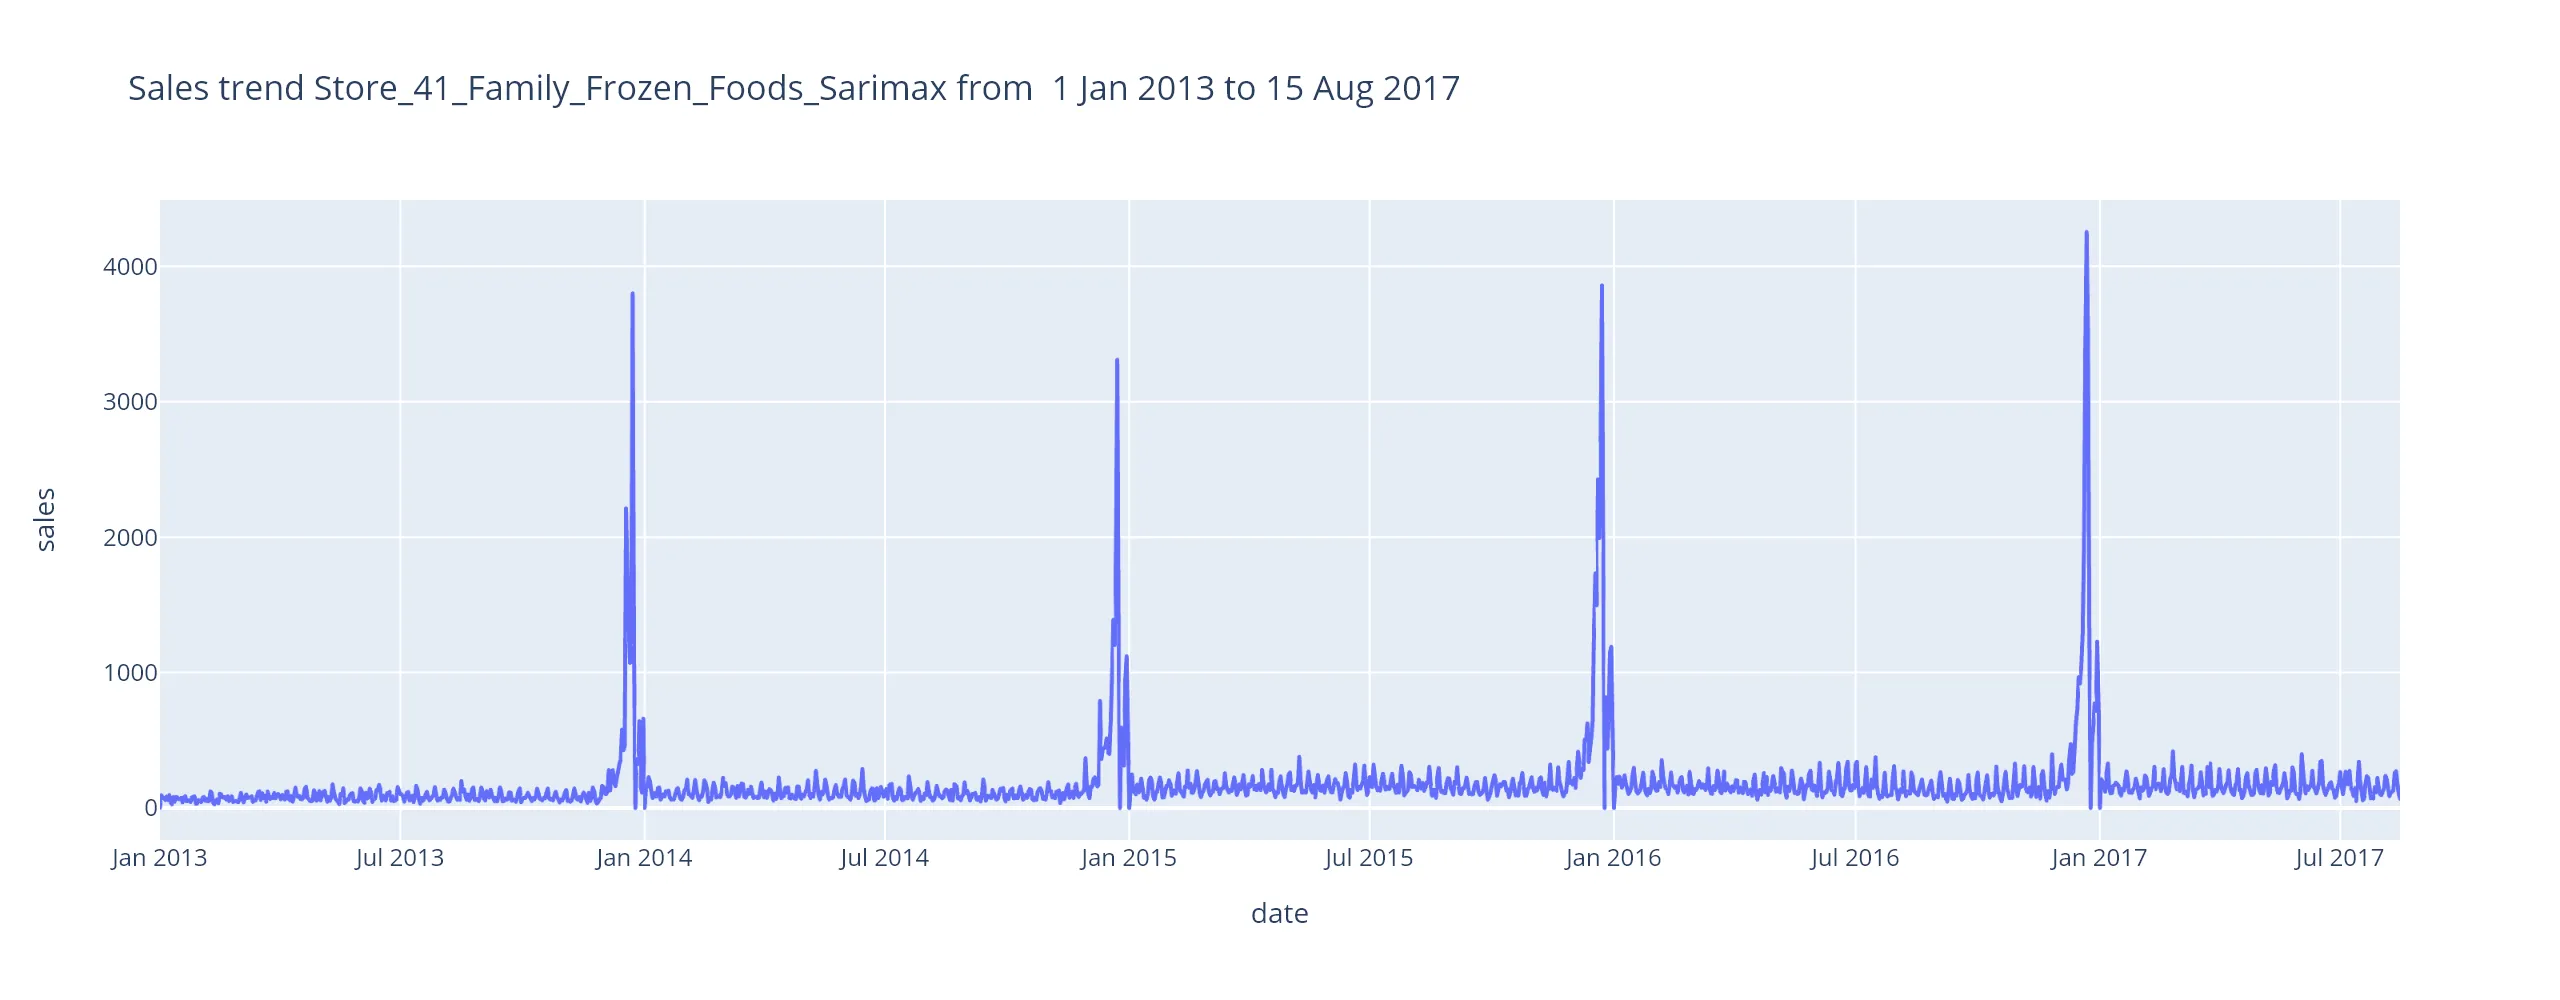 Sales trend Store_41_Family_Frozen_Foods_Sarimax from  1 Jan 2013 to 15 Aug 2017
4000
3000
2000
1000
0
sales
Jan 2013 Jul 2013 Jan 2014 Jul 2014 Jan 2015 Jul 2015 Jan 2016 Jul 2016 Jan 2017 Jul 2017
date